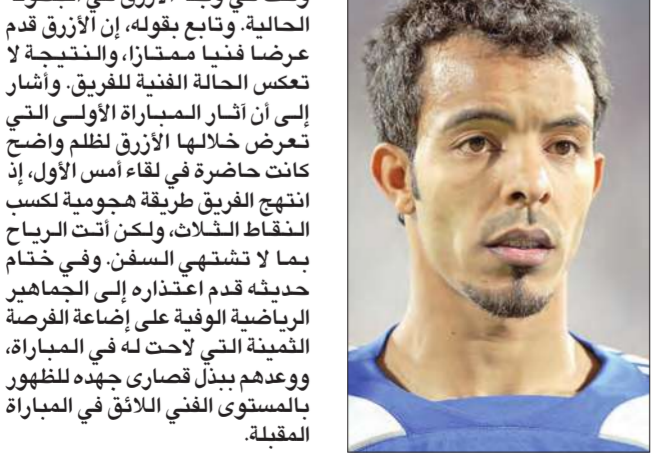 الحالية. وتابع بقوله، إن الأزرق قدم
عرضا فنيا ممتازا، والنتيجة لا
تعكس الحالة الفنية للفريق. وأشار
إلى أن آثار المباراة الأولى التي
تعرض خلالها الأزرق لظلم واضح
كانت حاضرة في لقاء أمس الأول، إذ
انتهج الفريق طريقة هجومية لكسب
النقاط الثلاث، ولكن أتت الرياح
بما لا تشتهي السفن. وفي ختام
حديثه قدم اعتذاره إلى الجماهير
الرياضية الوفية على إضاعة الفرصة
الثمينة التي لاحت له في المباراة،
ووعدهم ببذل قصارى جهده للظهور
بالمستوى الفني اللائق في المباراة
المقبلة.